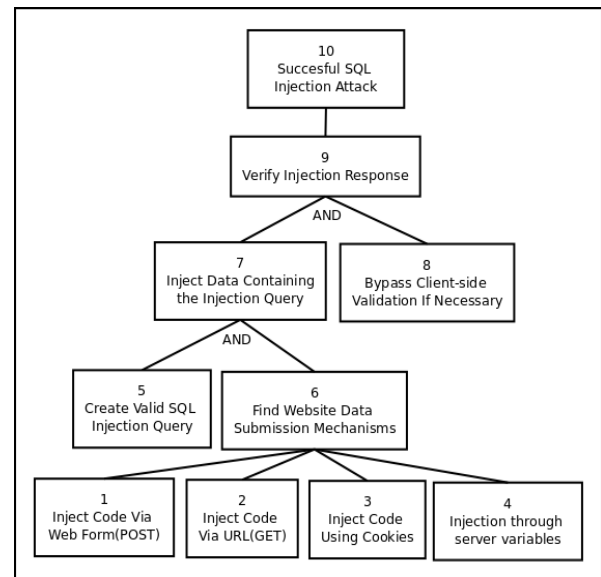 10
Succesful SQL
Injection Attack
9
Verify Injection Response
AND
7
Inject Data Containing
the Injection Query
8
Bypass Client-side
Validation If Necessary
AND
5
Create Valid SQL
Injection Query
6
Find Website Data
Submission Mechanisms
1
Inject Code Via
Web Form(POST)
2
Inject Code
Via URL(GET)
3
Inject Code
Using Cookies
4
Injection through
server variables